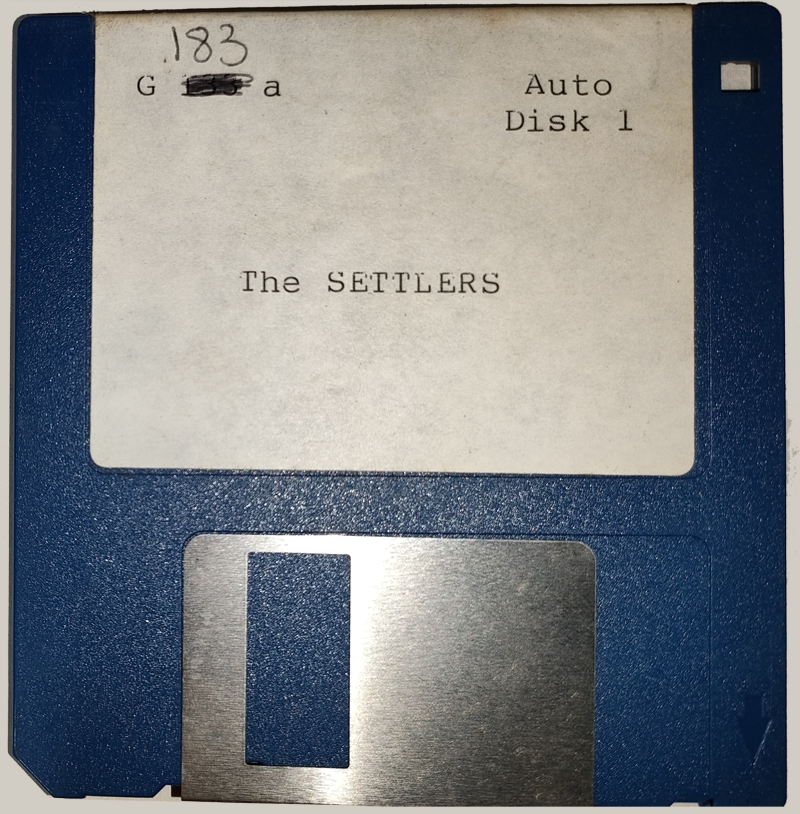 183
G a
Auto
Disk 1
The SETTLERS